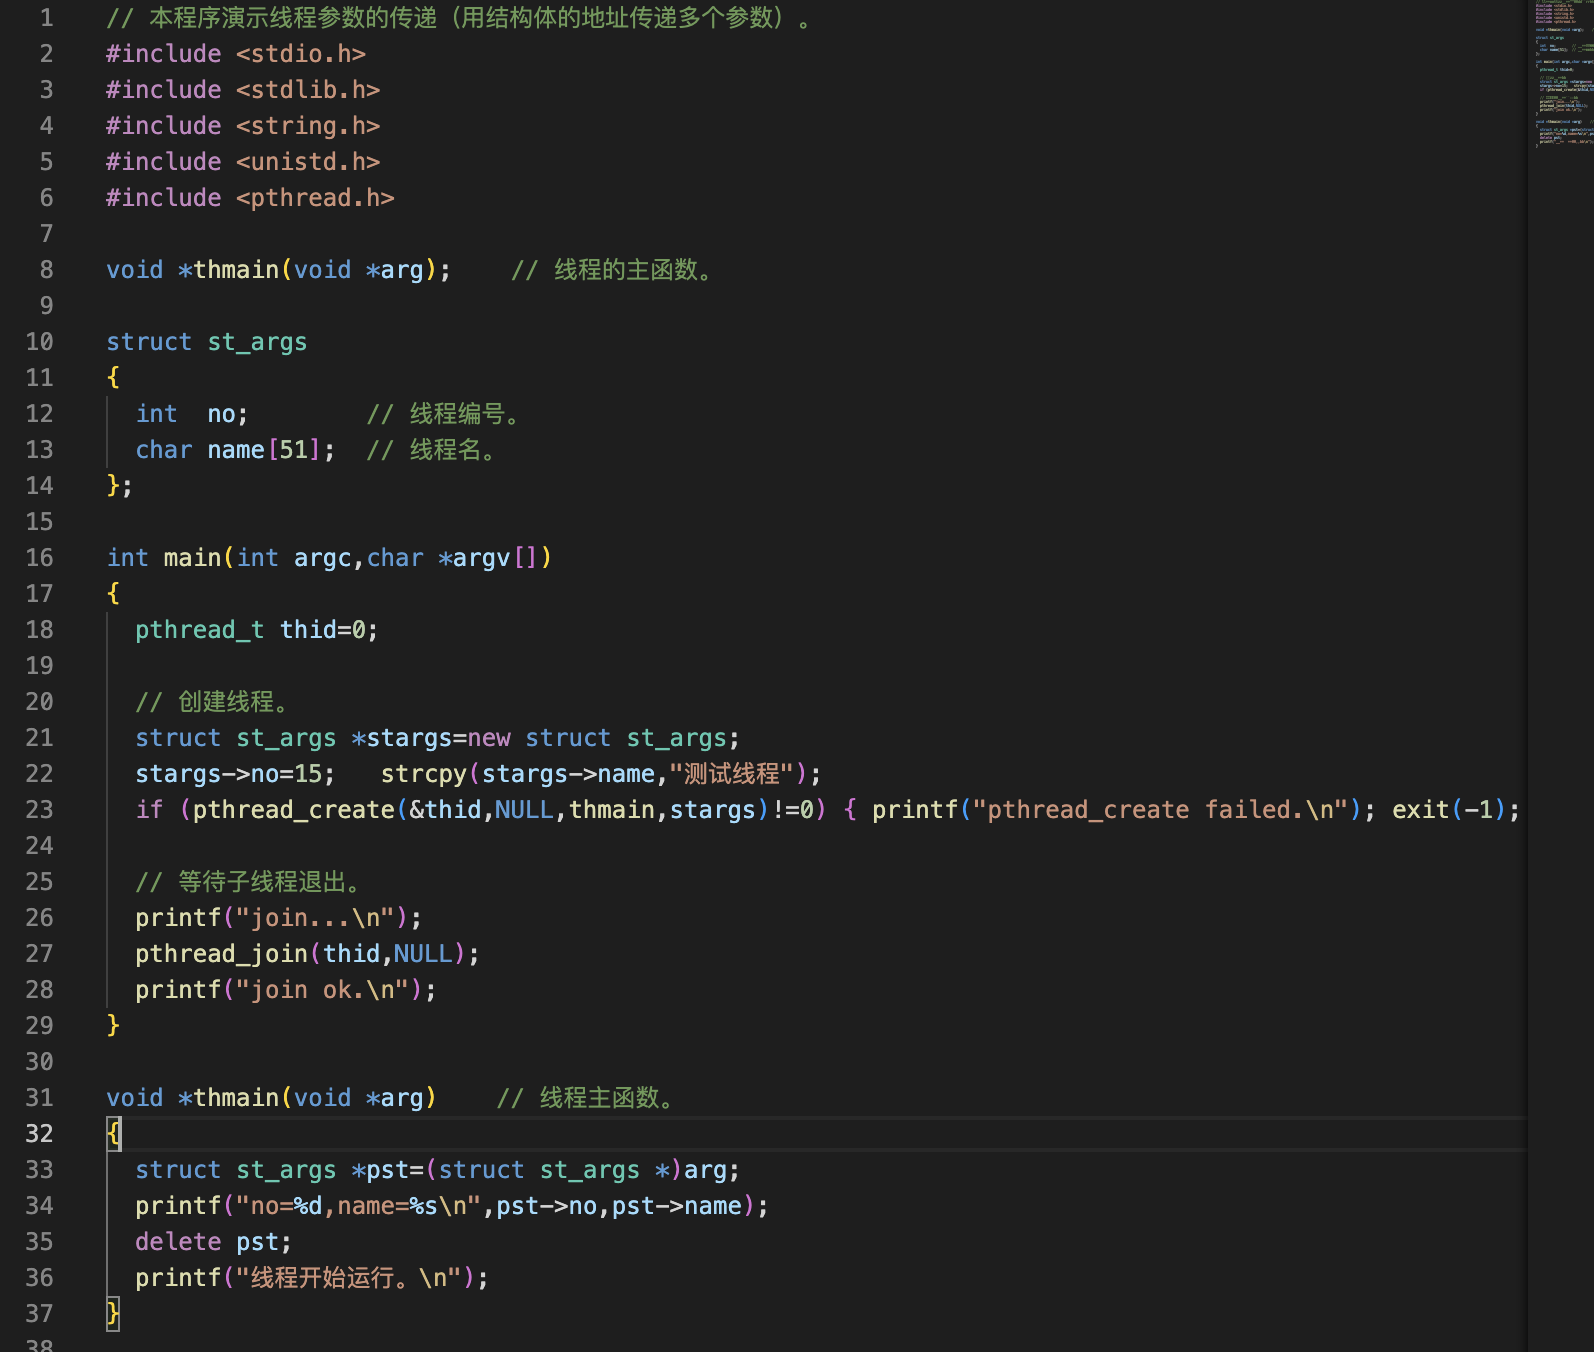 1 // 本程序演示线程参数的传递（用结构体的地址传递多个参数）。
2 #include <stdio.h>
3 #include <stdlib.h>
4 #include <string.h>
5 #include <unistd.h>
6 #include <pthread.h>
7
8 void *thmain(void *arg);    // 线程的主函数。
9
10 struct st_args
11 {
12   int  no;        // 线程编号。
13   char name[51];  // 线程名。
14 };
15
16 int main(int argc,char *argv[])
17 {
18   pthread_t thid=0;
19
20   // 创建线程。
21   struct st_args *stargs=new struct st_args;
22   stargs->no=15;   strcpy(stargs->name,"测试线程");
23   if (pthread_create(&thid,NULL,thmain,stargs)!=0) { printf("pthread_create failed.\n"); exit(-1);
24
25   // 等待子线程退出。
26   printf("join...\n");
27   pthread_join(thid,NULL);
28   printf("join ok.\n");
29 }
30
31 void *thmain(void *arg)    // 线程主函数。
32 {
33   struct st_args *pst=(struct st_args *)arg;
34   printf("no=%d,name=%s\n",pst->no,pst->name);
35   delete pst;
36   printf("线程开始运行。\n");
37 }
38